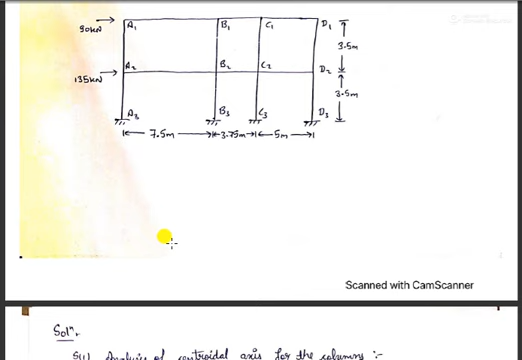 90kN
A₁ B₁ C₁ D₁
3.5m
135kN
A₂ B₂ C₂ D₂
3.5m
A₃ B₃ C₃ D₃
7.5m 3.75m 5m
Scanned with CamScanner
Solⁿ.
S(1) Analysis of centroidal axis for the columns :-